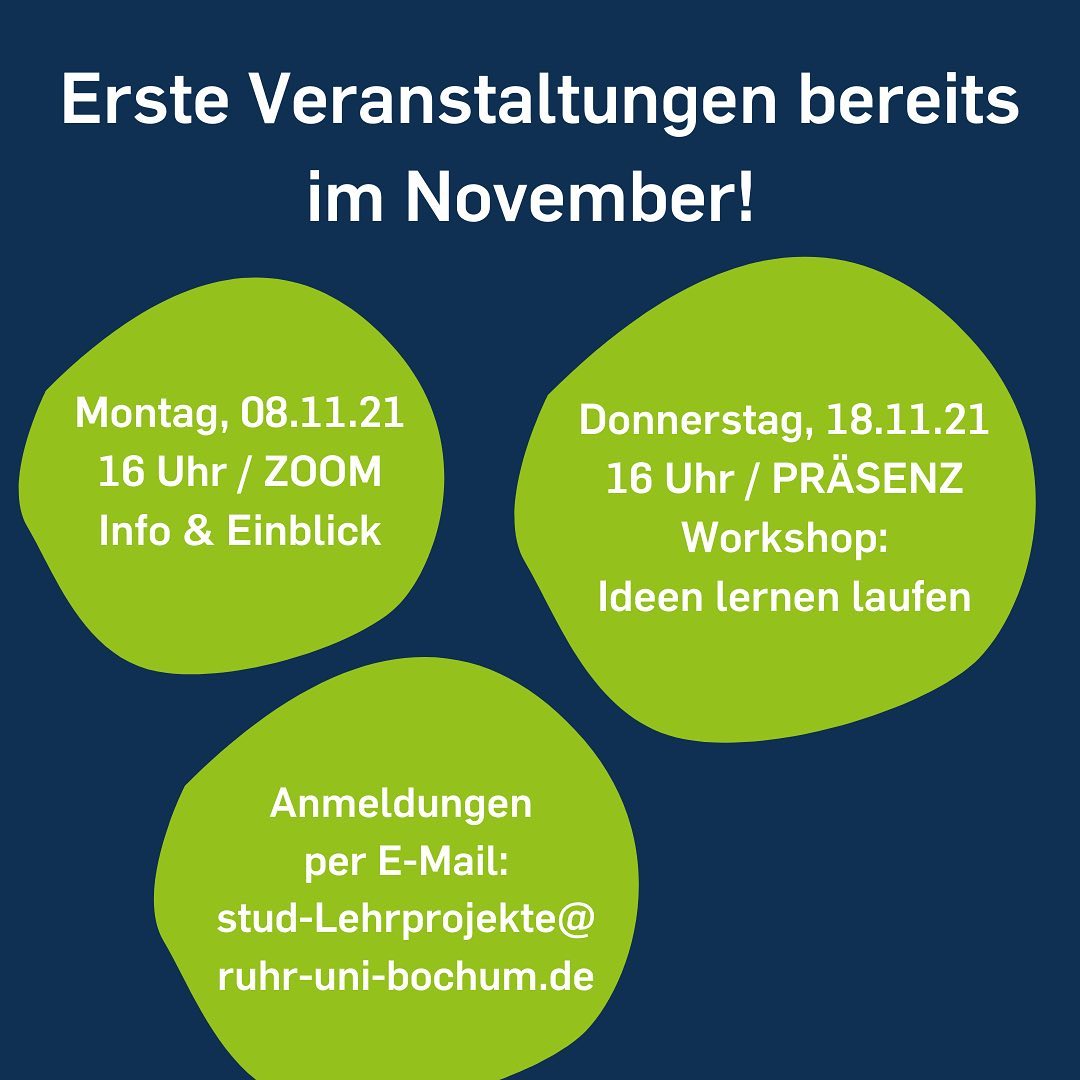 Erste Veranstaltungen bereits
im November!
Montag, 08.11.21
16 Uhr / ZOOM
Info & Einblick
Donnerstag, 18.11.21
16 Uhr / PRÄSENZ
Workshop:
Ideen lernen laufen
Anmeldungen
per E-Mail:
stud-Lehrprojekte@
ruhr-uni-bochum.de